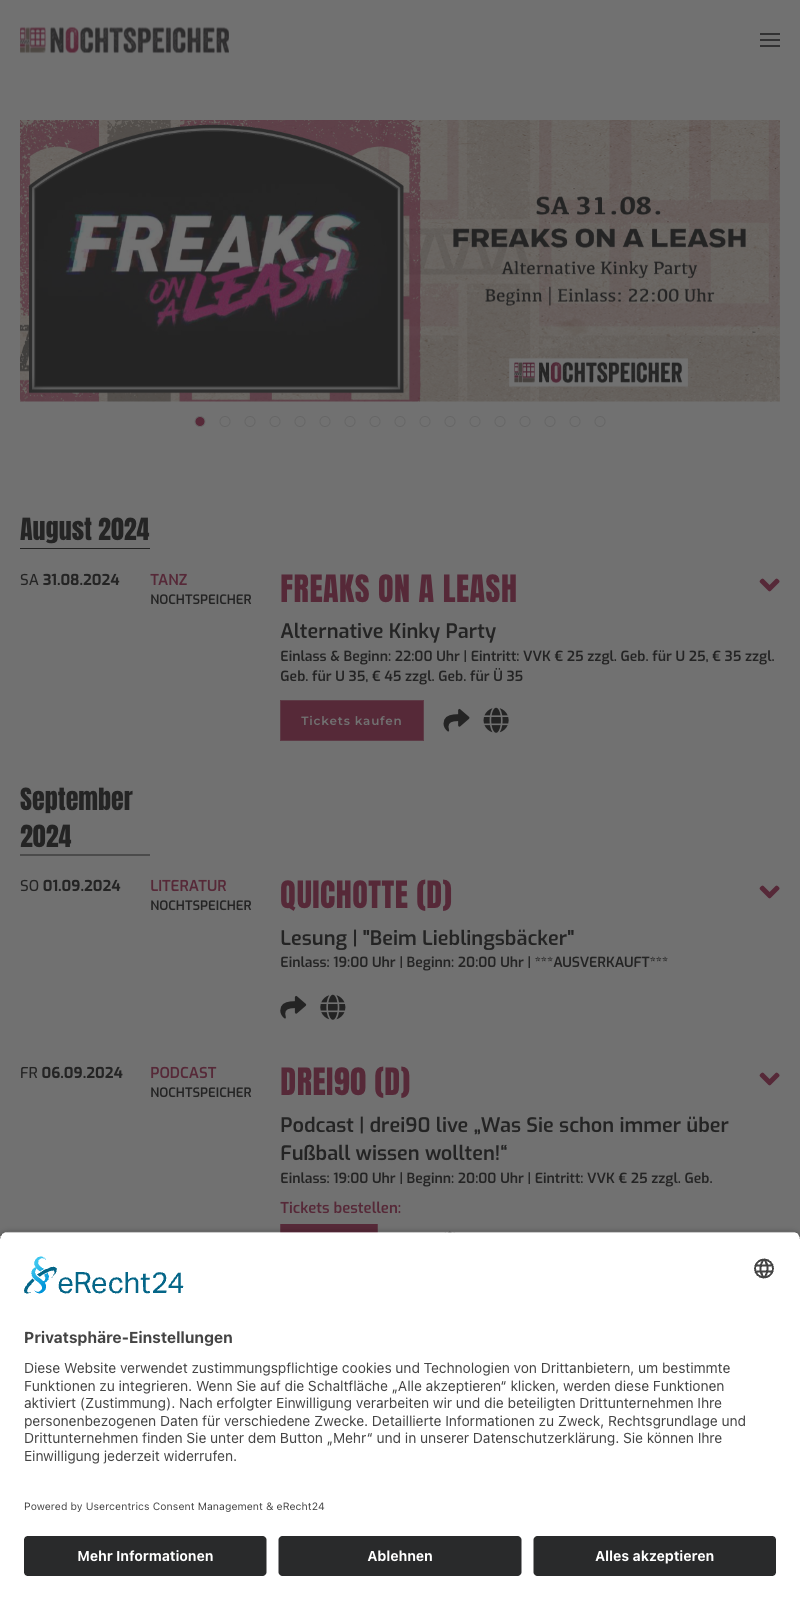 NOCHTSPEICHER
FREAKS
ON A LEASH
SA 31.08.
FREAKS ON A LEASH
Alternative Kinky Party
Beginn | Einlass: 22:00 Uhr
NOCHTSPEICHER
August 2024
SA 31.08.2024
TANZ
NOCHTSPEICHER
FREAKS ON A LEASH
Alternative Kinky Party
Einlass & Beginn: 22:00 Uhr | Eintritt: VVK € 25 zzgl. Geb. für U 25, € 35 zzgl.
Geb. für U 35, € 45 zzgl. Geb. für Ü 35
Tickets kaufen
September
2024
SO 01.09.2024
LITERATUR
NOCHTSPEICHER
QUICHOTTE (D)
Lesung | "Beim Lieblingsbäcker"
Einlass: 19:00 Uhr | Beginn: 20:00 Uhr | ***AUSVERKAUFT***
FR 06.09.2024
PODCAST
NOCHTSPEICHER
DREI90 (D)
Podcast | drei90 live „Was Sie schon immer über
Fußball wissen wollten!“
Einlass: 19:00 Uhr | Beginn: 20:00 Uhr | Eintritt: VVK € 25 zzgl. Geb.
Tickets bestellen:
eRecht24
Privatsphäre-Einstellungen
Diese Website verwendet zustimmungspflichtige cookies und Technologien von Drittanbietern, um bestimmte
Funktionen zu integrieren. Wenn Sie auf die Schaltfläche „Alle akzeptieren“ klicken, werden diese Funktionen
aktiviert (Zustimmung). Nach erfolgter Einwilligung verarbeiten wir und die beteiligten Drittunternehmen Ihre
personenbezogenen Daten für verschiedene Zwecke. Detaillierte Informationen zu Zweck, Rechtsgrundlage und
Drittunternehmen finden Sie unter dem Button „Mehr“ und in unserer Datenschutzerklärung. Sie können Ihre
Einwilligung jederzeit widerrufen.
Powered by Usercentrics Consent Management & eRecht24
Mehr Informationen
Ablehnen
Alles akzeptieren